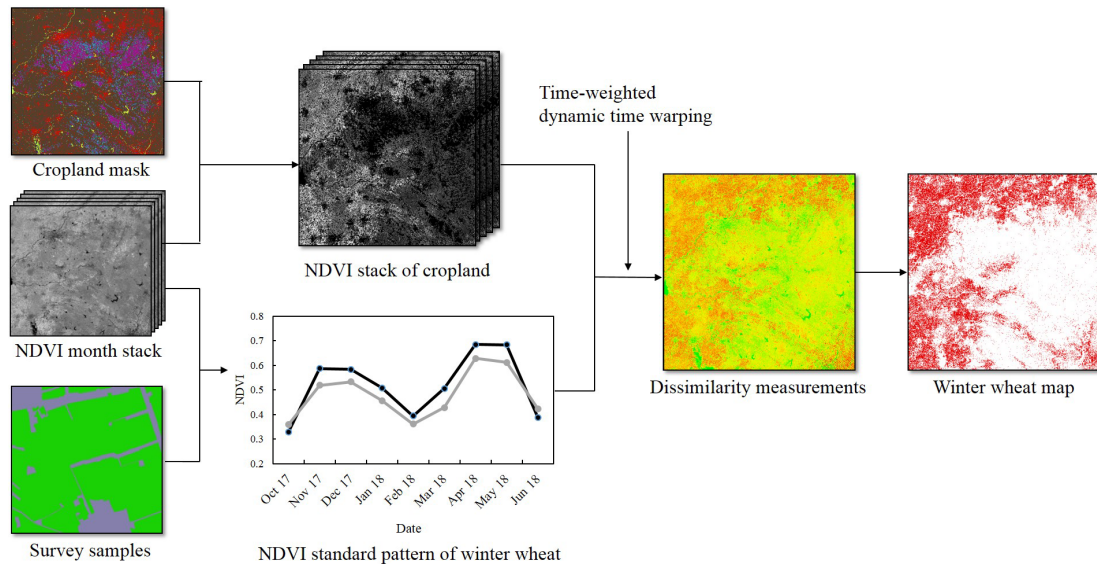 Cropland mask
NDVI month stack
Survey samples
NDVI stack of cropland
Time-weighted
dynamic time warping
NDVI
0.8
0.7
0.6
0.5
0.4
0.3
0.2
Oct 17
Nov 17
Dec 17
Jan 18
Feb 18
Mar 18
Apr 18
May 18
Jun 18
Date
NDVI standard pattern of winter wheat
Dissimilarity measurements
Winter wheat map